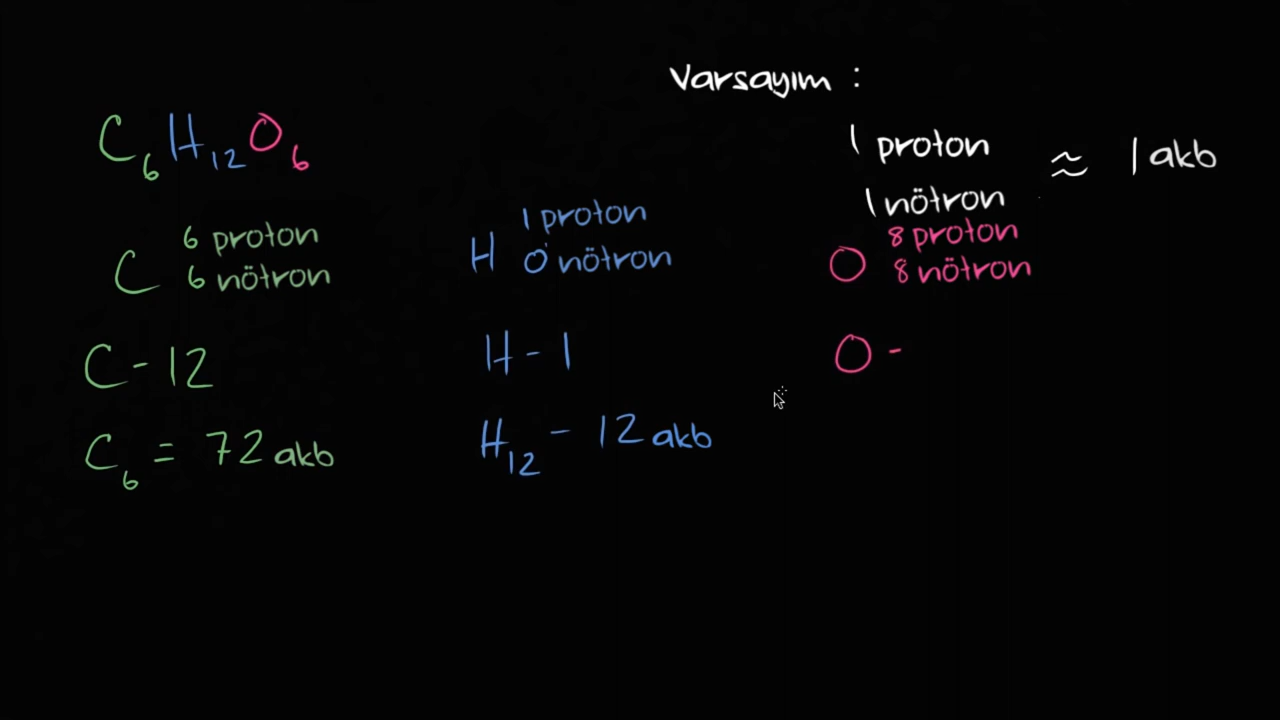 Varsayım :
C6H12O6
1 proton
1 nötron
≈ 1 akb
C 6 proton
6 nötron
H 1 proton
0 nötron
O 8 proton
8 nötron
C - 12
H - 1
O -
C6 = 72 akb
H12 - 12 akb